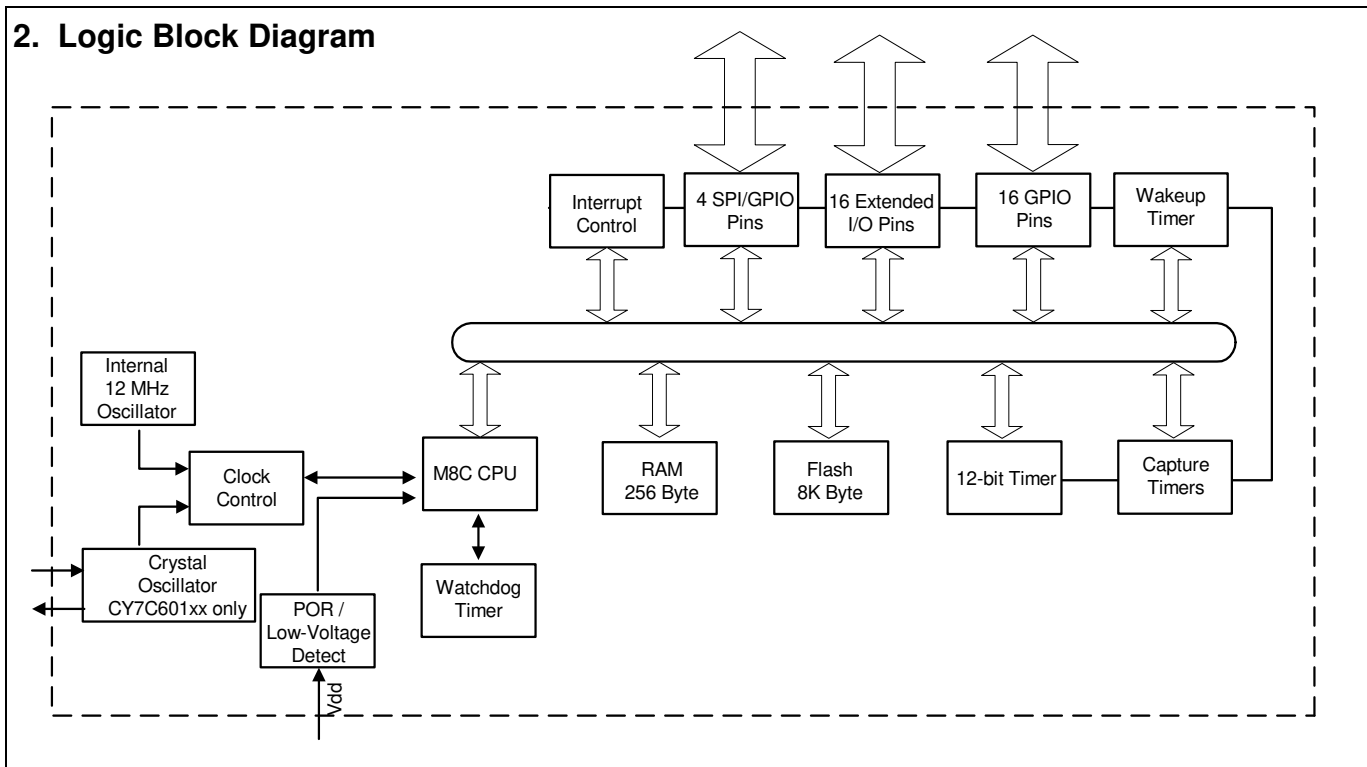 2. Logic Block Diagram
Interrupt
Control
4 SPI/GPIO
Pins
16 Extended
I/O Pins
16 GPIO
Pins
Wakeup
Timer
Internal
12 MHz
Oscillator
Clock
Control
Crystal
Oscillator
CY7C601xx only
POR /
Low-Voltage
Detect
Vdd
M8C CPU
Watchdog
Timer
RAM
256 Byte
Flash
8K Byte
12-bit Timer
Capture
Timers